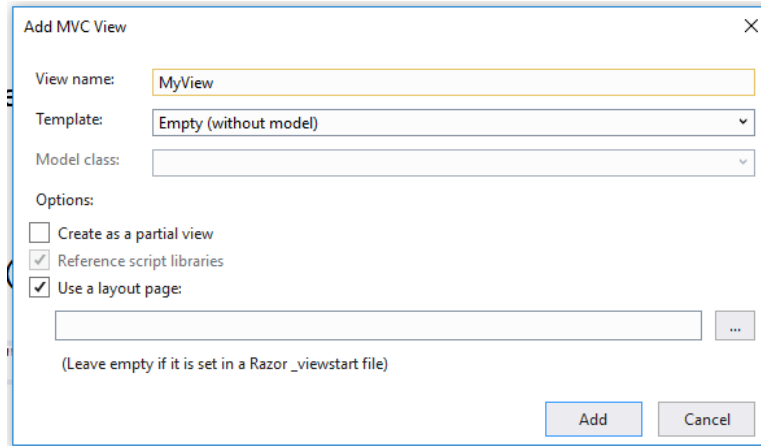 Add MVC View
View name: MyView
Template: Empty (without model)
Model class:
Options:
Create as a partial view
Reference script libraries
Use a layout page:
...
(Leave empty if it is set in a Razor _viewstart file)
Add Cancel